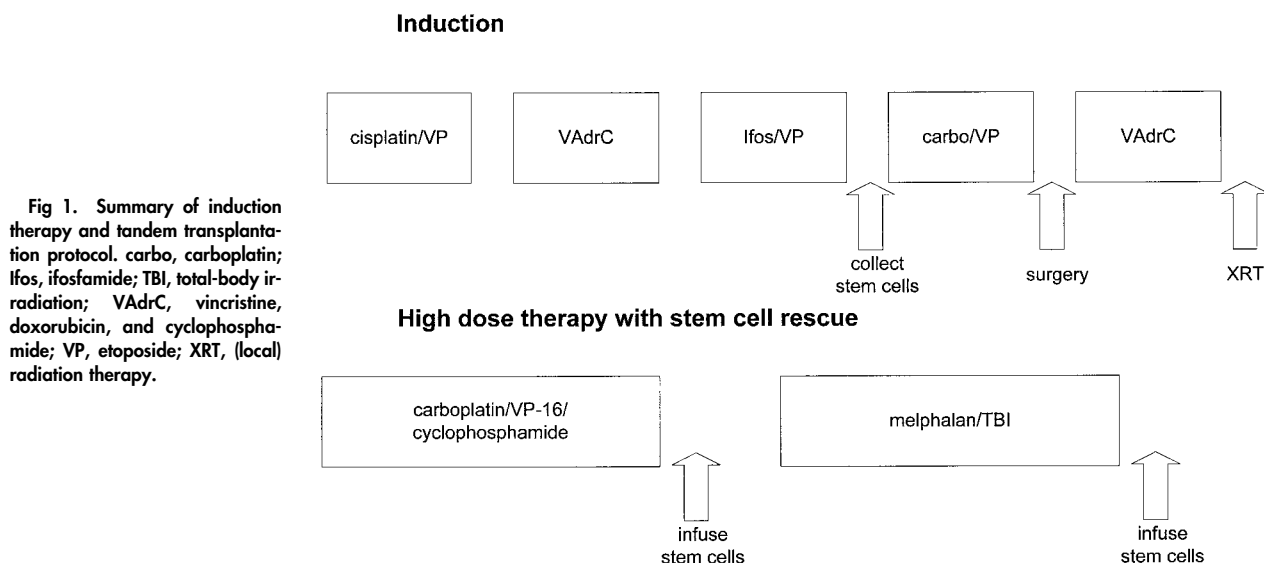 Induction
cisplatin/VP
VAdrC
Ifos/VP
carbo/VP
VAdrC
collect
stem cells
surgery
XRT
Fig 1. Summary of induction
therapy and tandem transplanta-
tion protocol. carbo, carboplatin;
Ifos, ifosfamide; TBI, total-body ir-
radiation; VAdrC, vincristine,
doxorubicin, and cyclophospha-
mide; VP, etoposide; XRT, (local)
radiation therapy.
High dose therapy with stem cell rescue
carboplatin/VP-16/
cyclophosphamide
melphalan/TBI
infuse
stem cells
infuse
stem cells